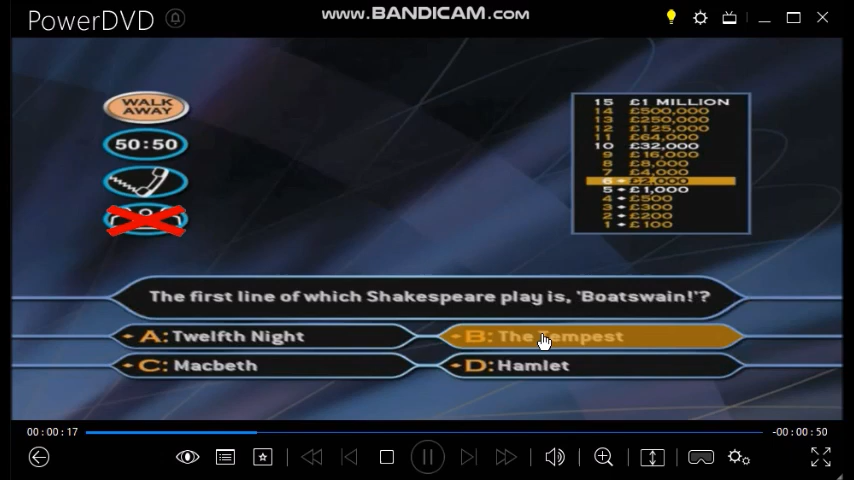 PowerDVD
www.BANDICAM.com
WALK
AWAY
50:50
15 £1 MILLION
14 £500,000
13 £250,000
12 £125,000
11 £64,000
10 £32,000
9 £16,000
8 £8,000
7 £4,000
6 £2,000
5 £1,000
4 £500
3 £300
2 £200
1 £100
The first line of which Shakespeare play is, 'Boatswain!'?
A: Twelfth Night
B: The Tempest
C: Macbeth
D: Hamlet
00:00:17
-00:00:50